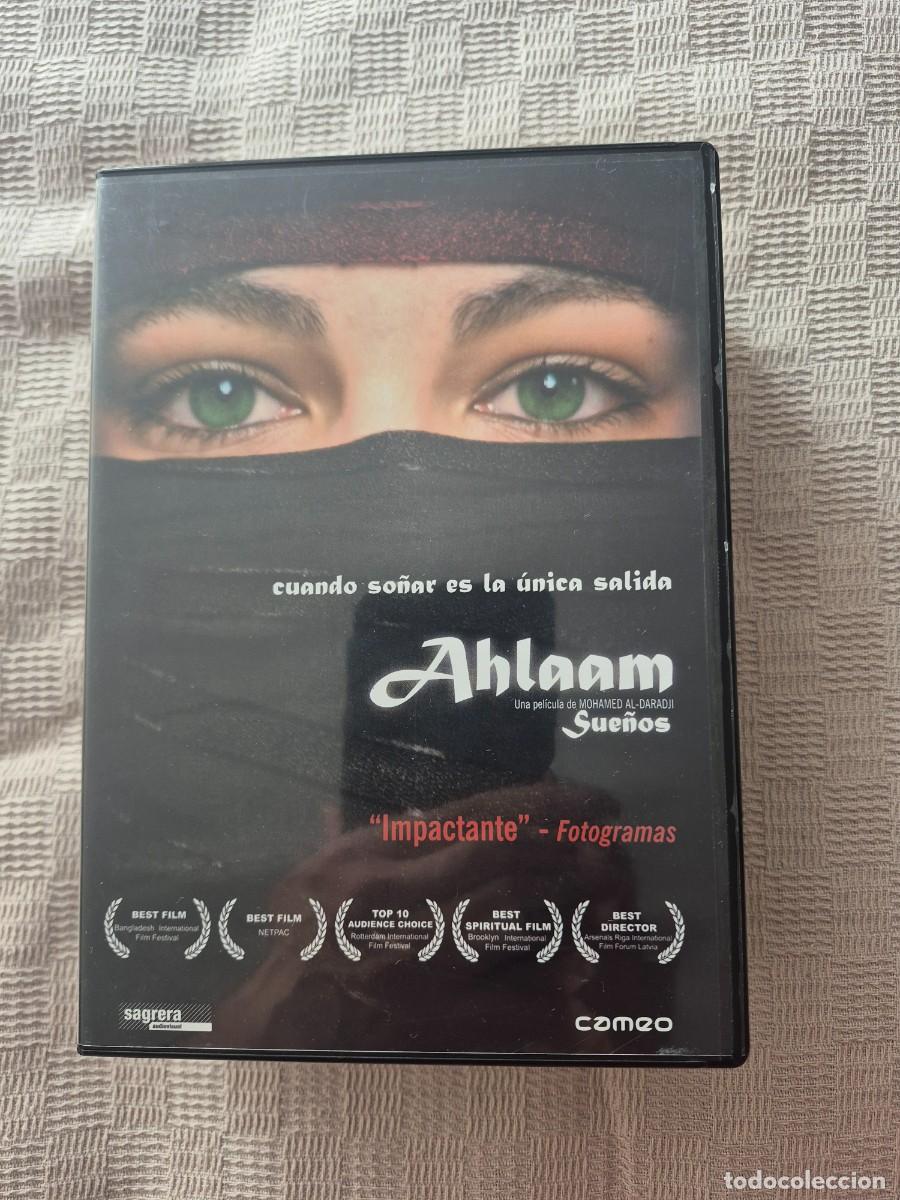 cuando soñar es la única salida
Ahlaam
Una película de MOHAMED AL-DARADJI
Sueños
"Impactante" - Fotogramas
BEST FILM
Bangladesh International
Film Festival
BEST FILM
NETPAC
TOP 10
AUDIENCE CHOICE
Rotterdam International
Film Festival
BEST
SPIRITUAL FILM
Brooklyn International
Film Festival
BEST
DIRECTOR
Arsenals Riga International
Film Forum Latvia
sagrera
audiovisual
cameo
todocoleccion